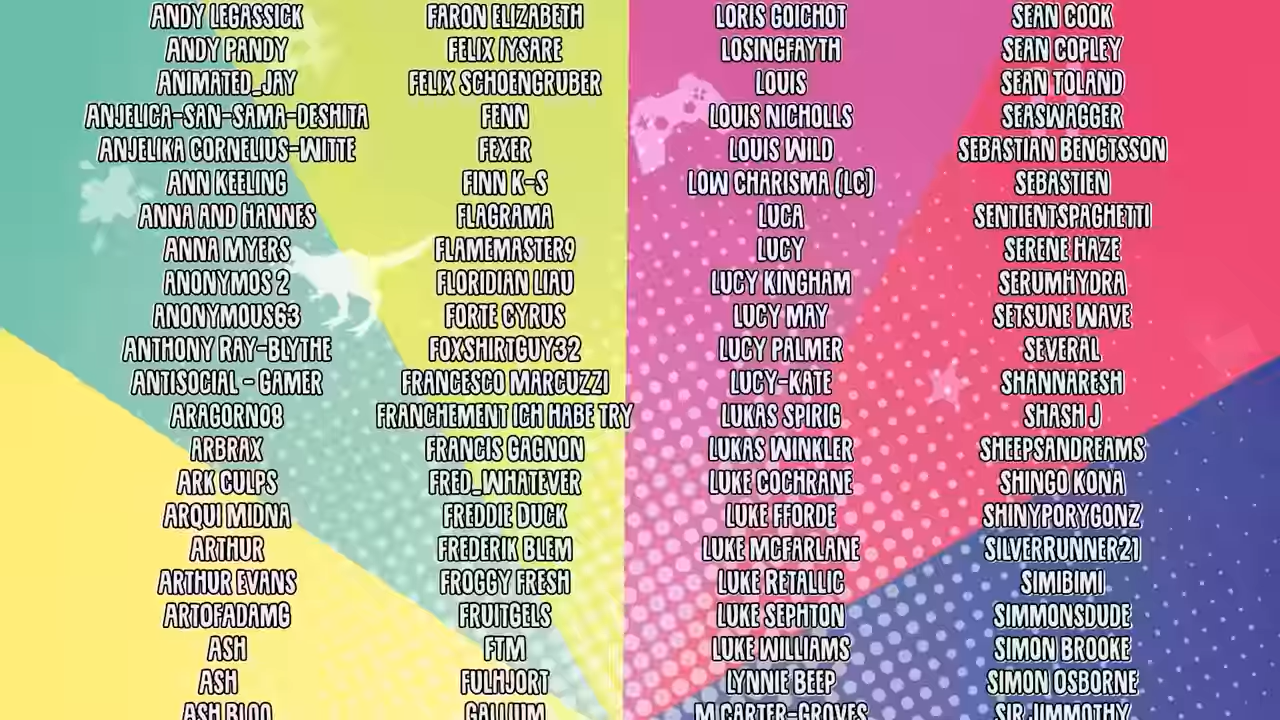 ANDY LEGASSICK
ANDY PANDY
ANIMATED_JAY
ANJELICA-SAN-SAMA-DESHITA
ANJELIKA CORNELIUS-WITTE
ANN KEELING
ANNA AND HANNES
ANNA MYERS
ANONYMOS 2
ANONYMOUS63
ANTHONY RAY-BLYTHE
ANTISOCIAL - GAMER
ARAGORN08
ARBRAX
ARK CULPS
ARQUI MIDNA
ARTHUR
ARTHUR EVANS
ARTOFADAMG
ASH
ASH
ASH BLOO
FARON ELIZABETH
FELIX IYSARE
FELIX SCHOENGRUBER
FENN
FEXER
FINN K-S
FLAGRAMA
FLAMEMASTER9
FLORIDIAN LIAU
FORTE CYRUS
FOXSHIRTGUY32
FRANCESCO MARCUZZI
FRANCHEMENT ICH HABE TRY
FRANCIS GAGNON
FRED_WHATEVER
FREDDIE DUCK
FREDERIK BLEM
FROGGY FRESH
FRUITGELS
FTM
FULHJORT
GALLIUM
LORIS GOICHOT
LOSINGFAYTH
LOUIS
LOUIS NICHOLLS
LOUIS WILD
LOW CHARISMA (LC)
LUCA
LUCY
LUCY KINGHAM
LUCY MAY
LUCY PALMER
LUCY-KATE
LUKAS SPIRIG
LUKAS WINKLER
LUKE COCHRANE
LUKE FFORDE
LUKE MCFARLANE
LUKE RETALLIC
LUKE SEPHTON
LUKE WILLIAMS
LYNNIE BEEP
M CARTER-GROVES
SEAN COOK
SEAN COPLEY
SEAN TOLAND
SEASWAGGER
SEBASTIAN BENGTSSON
SEBASTIEN
SENTIENTSPAGHETTI
SERENE HAZE
SERUMHYDRA
SETSUNE WAVE
SEVERAL
SHANNARESH
SHASH J
SHEEPSANDREAMS
SHINGO KONA
SHINYPORYGONZ
SILVERRUNNER21
SIMIBIMI
SIMMONSDUDE
SIMON BROOKE
SIMON OSBORNE
SIR JIMMOTHY